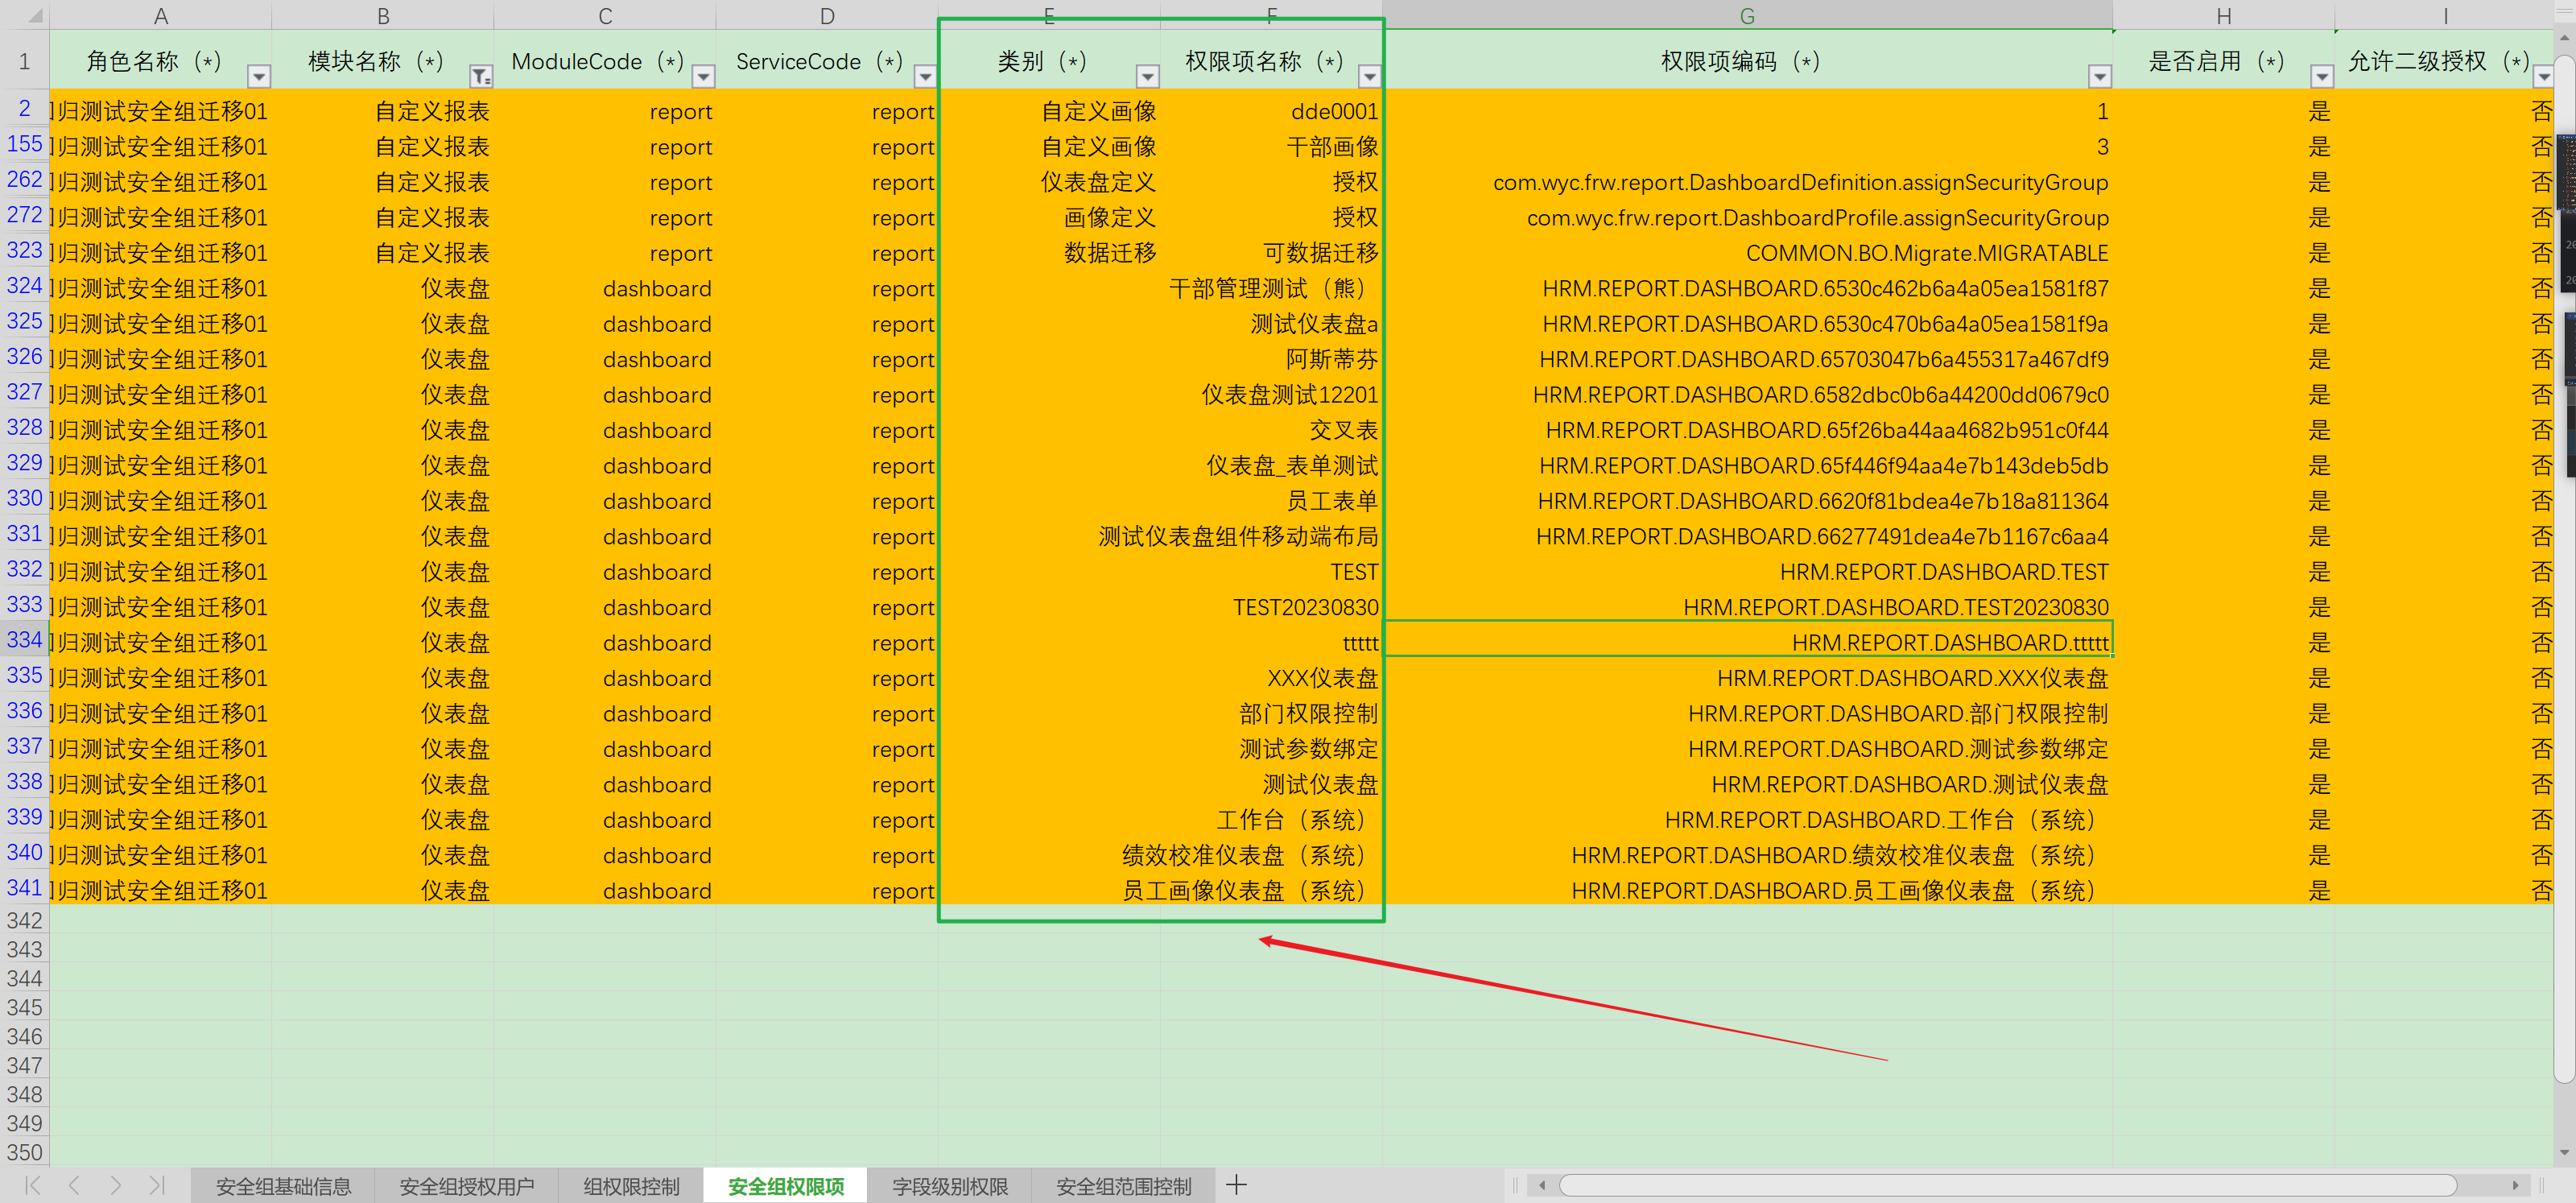 A B C D E F G H I
1 角色名称（*） 模块名称（*） ModuleCode（*） ServiceCode（*） 类别（*） 权限项名称（*） 权限项编码（*） 是否启用（*） 允许二级授权（*）
2 归测试安全组迁移01 自定义报表 report report 自定义画像 dde0001 1 是 否
155 归测试安全组迁移01 自定义报表 report report 自定义画像 干部画像 3 是 否
262 归测试安全组迁移01 自定义报表 report report 仪表盘定义 授权 com.wyc.frw.report.DashboardDefinition.assignSecurityGroup 是 否
272 归测试安全组迁移01 自定义报表 report report 画像定义 授权 com.wyc.frw.report.DashboardProfile.assignSecurityGroup 是 否
323 归测试安全组迁移01 自定义报表 report report 数据迁移 可数据迁移 COMMON.BO.Migrate.MIGRATABLE 是 否
324 归测试安全组迁移01 仪表盘 dashboard report 干部管理测试（熊） HRM.REPORT.DASHBOARD.6530c462b6a4a05ea1581f87 是 否
325 归测试安全组迁移01 仪表盘 dashboard report 测试仪表盘a HRM.REPORT.DASHBOARD.6530c470b6a4a05ea1581f9a 是 否
326 归测试安全组迁移01 仪表盘 dashboard report 阿斯蒂芬 HRM.REPORT.DASHBOARD.65703047b6a455317a467df9 是 否
327 归测试安全组迁移01 仪表盘 dashboard report 仪表盘测试12201 HRM.REPORT.DASHBOARD.6582dbc0b6a44200dd0679c0 是 否
328 归测试安全组迁移01 仪表盘 dashboard report 交叉表 HRM.REPORT.DASHBOARD.65f26ba44aa4682b951c0f44 是 否
329 归测试安全组迁移01 仪表盘 dashboard report 仪表盘_表单测试 HRM.REPORT.DASHBOARD.65f446f94aa4e7b143deb5db 是 否
330 归测试安全组迁移01 仪表盘 dashboard report 员工表单 HRM.REPORT.DASHBOARD.6620f81bdea4e7b18a811364 是 否
331 归测试安全组迁移01 仪表盘 dashboard report 测试仪表盘组件移动端布局 HRM.REPORT.DASHBOARD.66277491dea4e7b1167c6aa4 是 否
332 归测试安全组迁移01 仪表盘 dashboard report TEST HRM.REPORT.DASHBOARD.TEST 是 否
333 归测试安全组迁移01 仪表盘 dashboard report TEST20230830 HRM.REPORT.DASHBOARD.TEST20230830 是 否
334 归测试安全组迁移01 仪表盘 dashboard report ttttt HRM.REPORT.DASHBOARD.ttttt 是 否
335 归测试安全组迁移01 仪表盘 dashboard report XXX仪表盘 HRM.REPORT.DASHBOARD.XXX仪表盘 是 否
336 归测试安全组迁移01 仪表盘 dashboard report 部门权限控制 HRM.REPORT.DASHBOARD.部门权限控制 是 否
337 归测试安全组迁移01 仪表盘 dashboard report 测试参数绑定 HRM.REPORT.DASHBOARD.测试参数绑定 是 否
338 归测试安全组迁移01 仪表盘 dashboard report 测试仪表盘 HRM.REPORT.DASHBOARD.测试仪表盘 是 否
339 归测试安全组迁移01 仪表盘 dashboard report 工作台（系统） HRM.REPORT.DASHBOARD.工作台（系统） 是 否
340 归测试安全组迁移01 仪表盘 dashboard report 绩效校准仪表盘（系统） HRM.REPORT.DASHBOARD.绩效校准仪表盘（系统） 是 否
341 归测试安全组迁移01 仪表盘 dashboard report 员工画像仪表盘（系统） HRM.REPORT.DASHBOARD.员工画像仪表盘（系统） 是 否
342
343
344
345
346
347
348
349
350
安全组基础信息 安全组授权用户 组权限控制 安全组权限项 字段级别权限 安全组范围控制